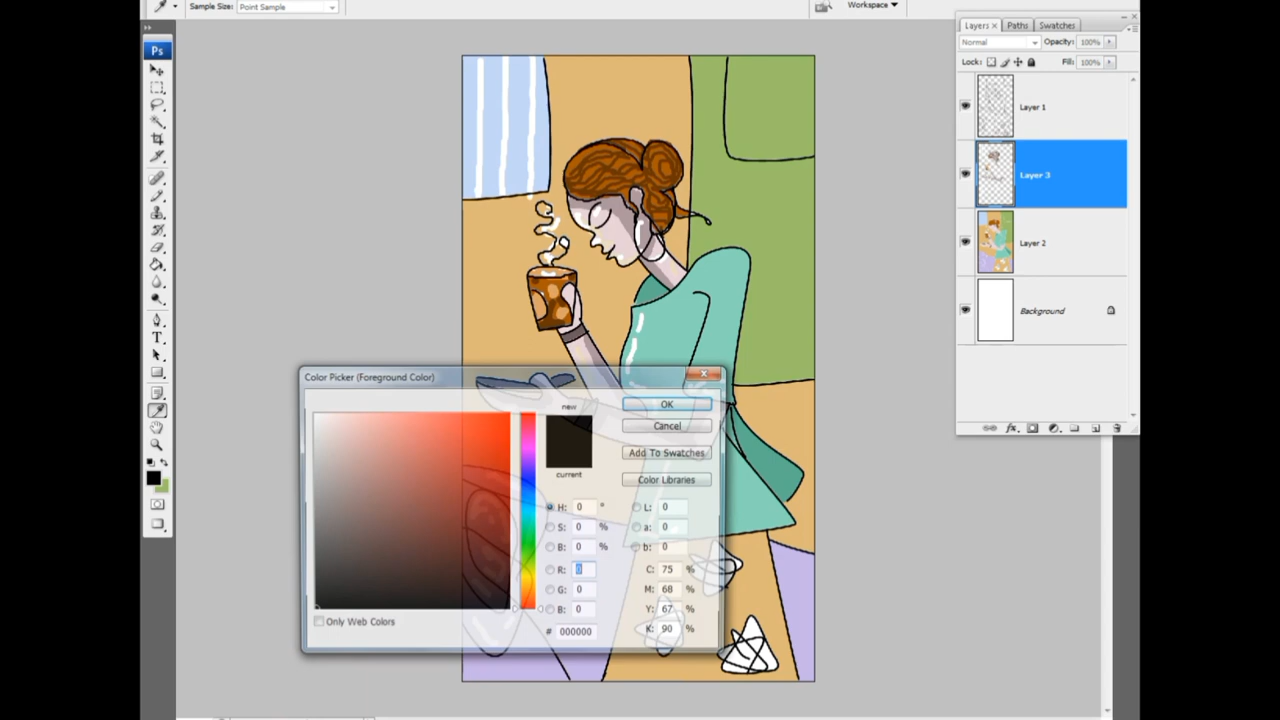 Sample Size: Point Sample
Workspace
Ps
Layers × Paths Swatches
Normal Opacity: 100%
Lock: Fill: 100%
Layer 1
Layer 3
Layer 2
Background
T
Color Picker (Foreground Color)
new
current
OK
Cancel
Add To Swatches
Color Libraries
H: 0 °
S: 0 %
B: 0 %
R: 0
G: 0
B: 0
# 000000
L: 0
a: 0
b: 0
C: 75 %
M: 68 %
Y: 67 %
K: 90 %
Only Web Colors